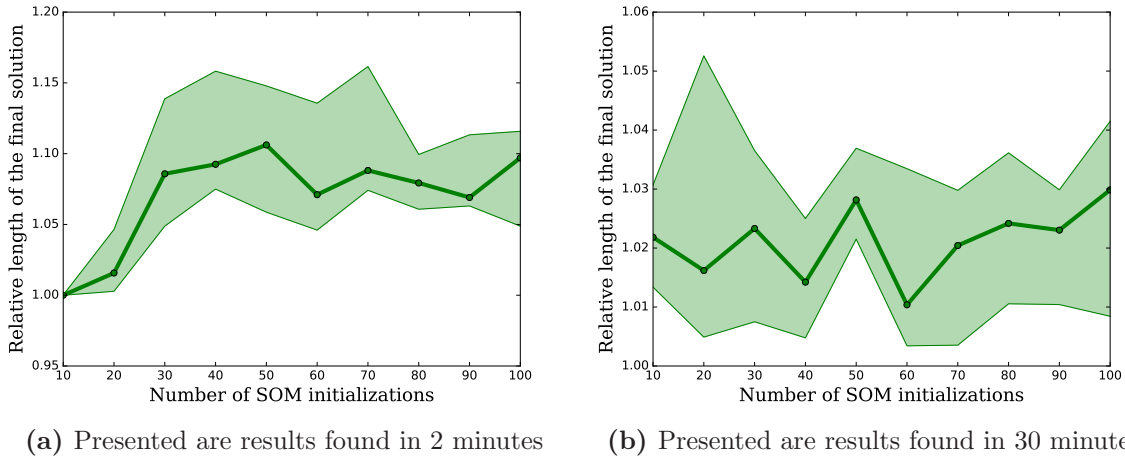 1.20
1.15
1.10
1.05
1.00
0.95
Relative length of the final solution
10 20 30 40 50 60 70 80 90 100
Number of SOM initializations
(a) Presented are results found in 2 minutes
1.06
1.05
1.04
1.03
1.02
1.01
1.00
Relative length of the final solution
10 20 30 40 50 60 70 80 90 100
Number of SOM initializations
(b) Presented are results found in 30 minute